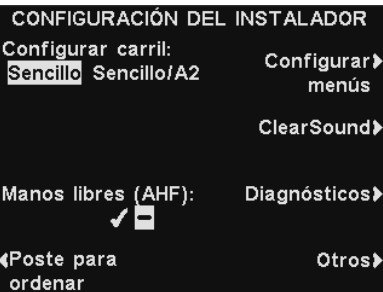 CONFIGURACIÓN DEL INSTALADOR
Configurar carril:
Sencillo Sencillo/A2
Configurar
menús
ClearSound
Manos libres (AHF):
Diagnósticos
Poste para
ordenar
Otros